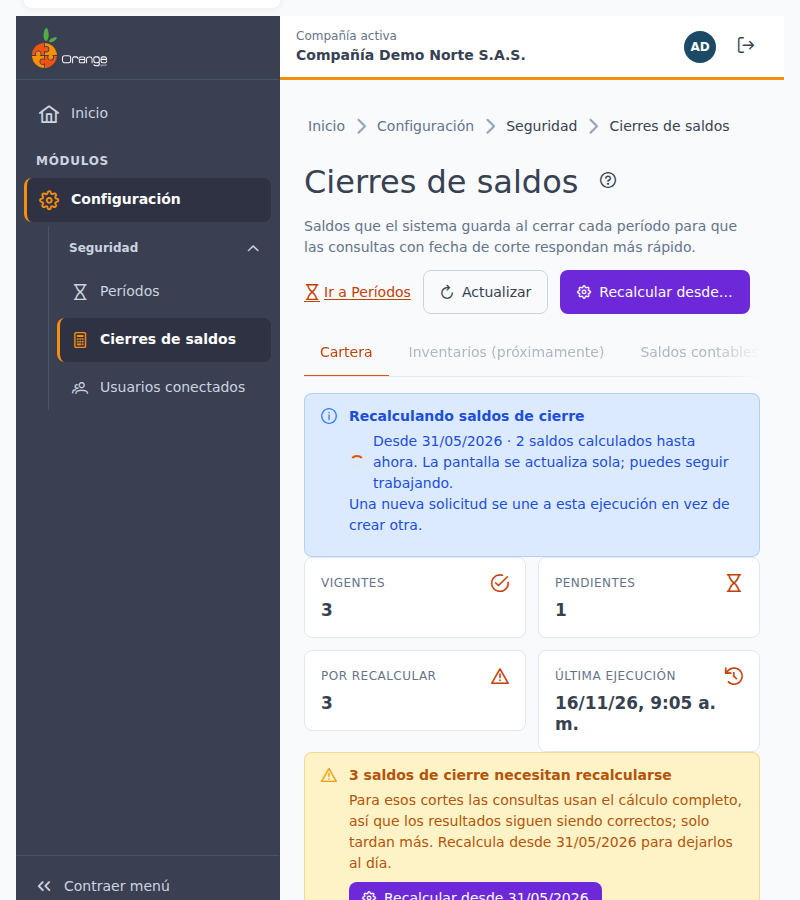 Orange
Inicio
MÓDULOS
Configuración
Seguridad
Períodos
Cierres de saldos
Usuarios conectados
Contraer menú
Compañía activa
Compañía Demo Norte S.A.S.
AD
Inicio
Configuración
Seguridad
Cierres de saldos
Cierres de saldos
Saldos que el sistema guarda al cerrar cada período para que
las consultas con fecha de corte respondan más rápido.
Ir a Períodos
Actualizar
Recalcular desde...
Cartera
Inventarios (próximamente)
Saldos contables
Recalculando saldos de cierre
Desde 31/05/2026 · 2 saldos calculados hasta
ahora. La pantalla se actualiza sola; puedes seguir
trabajando.
Una nueva solicitud se une a esta ejecución en vez de
crear otra.
VIGENTES
3
PENDIENTES
1
POR RECALCULAR
3
ÚLTIMA EJECUCIÓN
16/11/26, 9:05 a.
m.
3 saldos de cierre necesitan recalcularse
Para esos cortes las consultas usan el cálculo completo,
así que los resultados siguen siendo correctos; solo
tardan más. Recalcula desde 31/05/2026 para dejarlos
al día.
Recalcular desde 31/05/2026